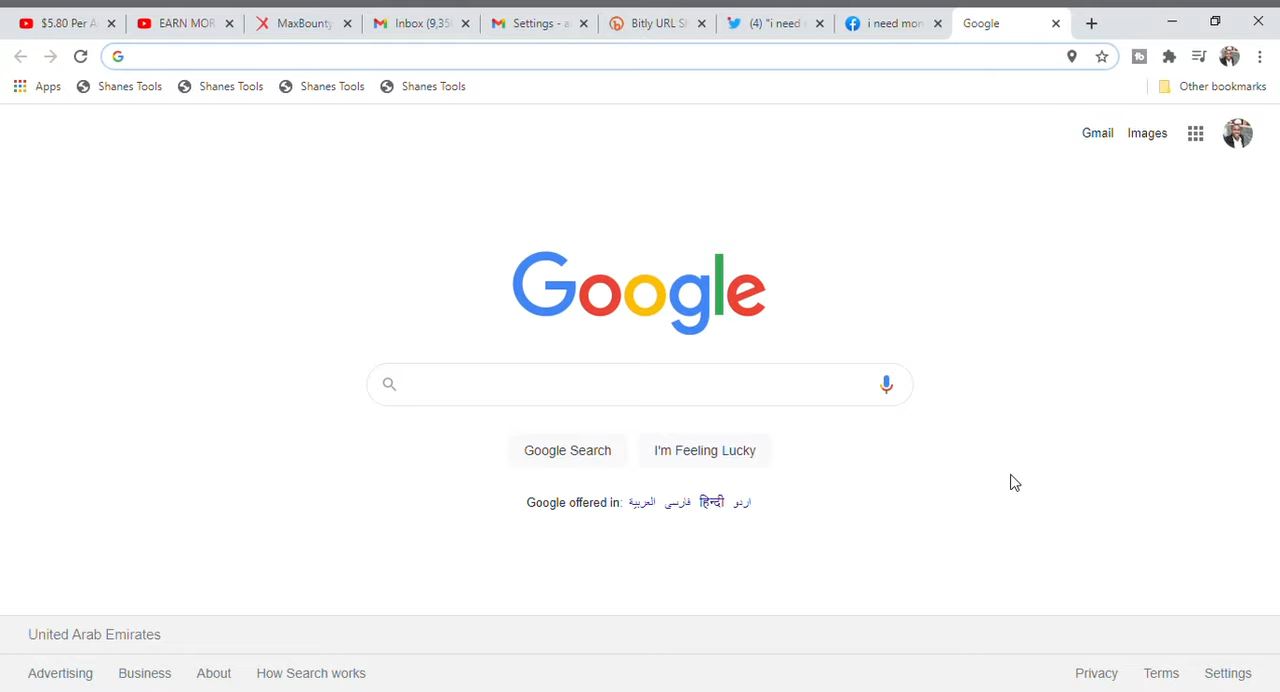 $5.80 Per A
EARN MOR
MaxBounty
Inbox (9,35
Settings - a
Bitly URL S
(4) "i need
i need mon
Google
Apps
Shanes Tools
Shanes Tools
Shanes Tools
Shanes Tools
Other bookmarks
Gmail
Images
Google
Google Search
I'm Feeling Lucky
Google offered in: العربية فارسی हिन्दी اردو
United Arab Emirates
Advertising
Business
About
How Search works
Privacy
Terms
Settings